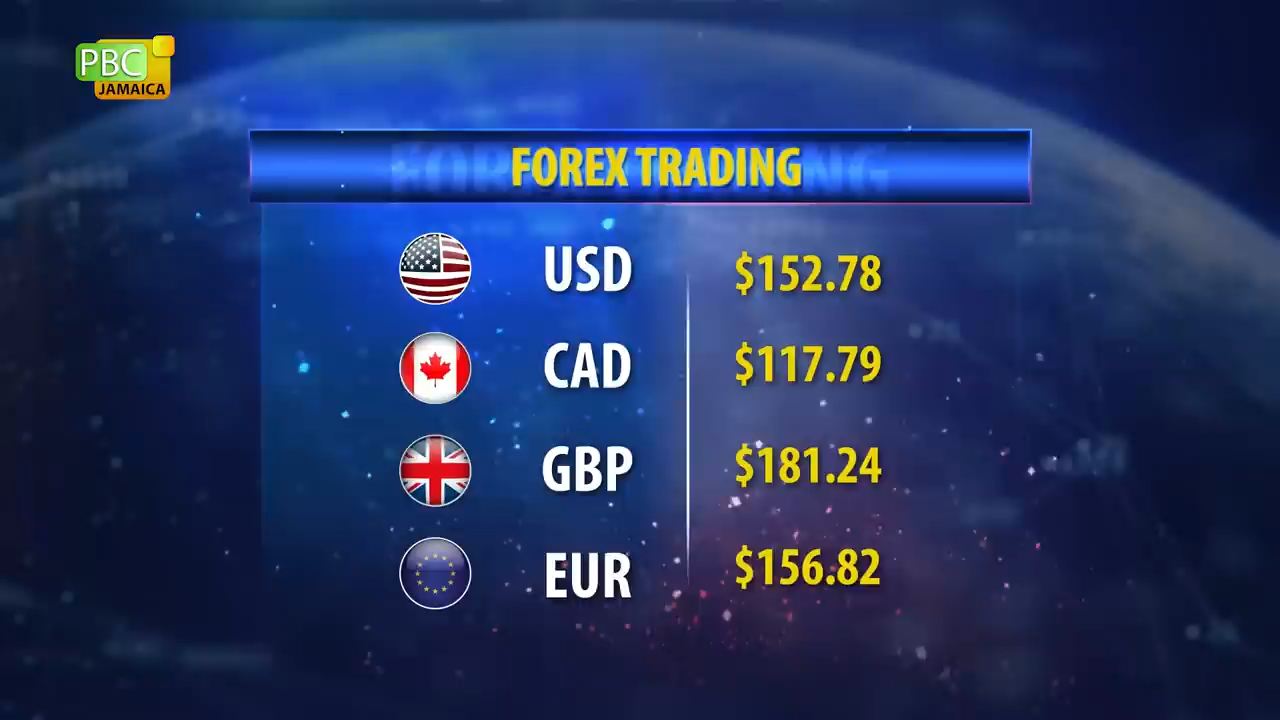 PBC
JAMAICA
FOREX TRADING
USD $152.78
CAD $117.79
GBP $181.24
EUR $156.82